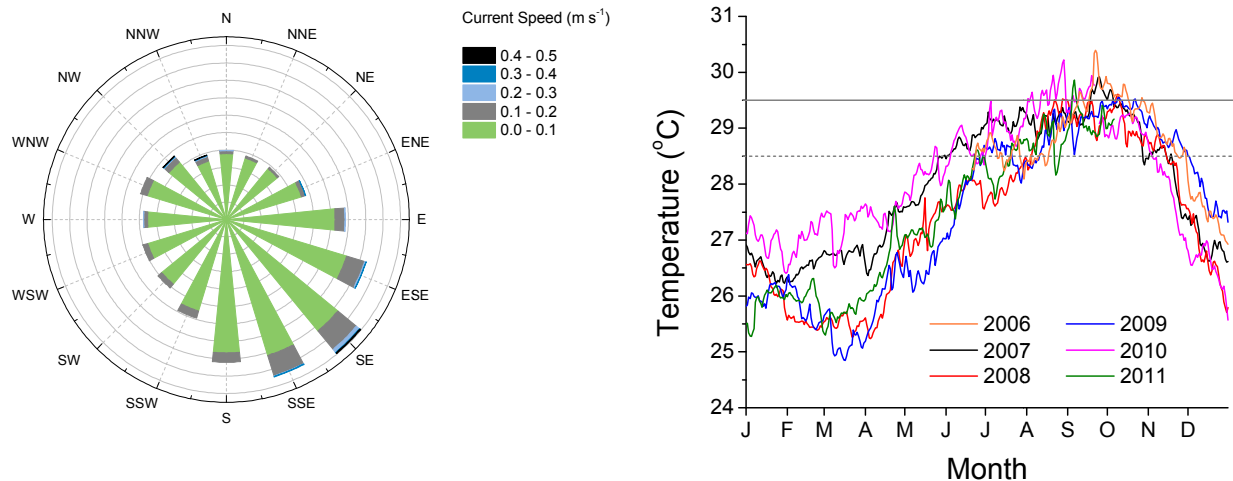 N
NNE
NE
ENE
E
ESE
SE
SSE
S
SSW
SW
WSW
W
WNW
NW
NNW
Current Speed (m s⁻¹)
0.4 - 0.5
0.3 - 0.4
0.2 - 0.3
0.1 - 0.2
0.0 - 0.1
Temperature (°C)
31
30
29
28
27
26
25
24
J F M A M J J A S O N D
Month
2006 2009
2007 2010
2008 2011